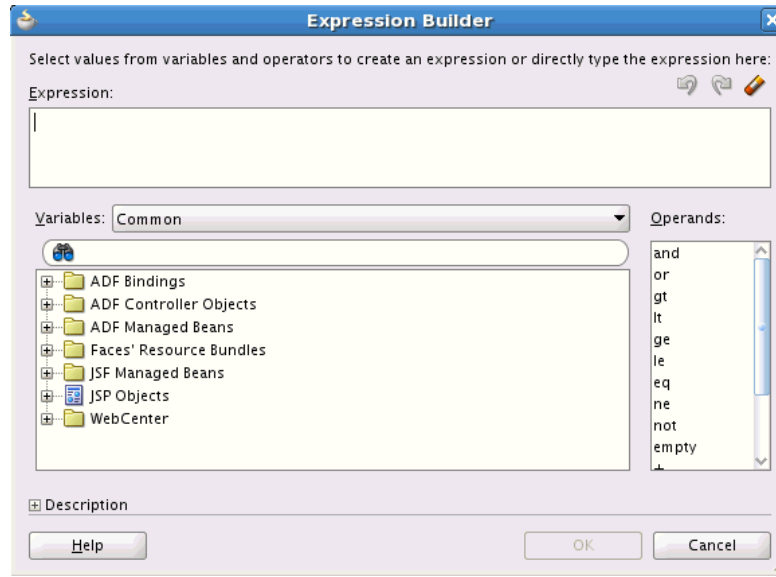 Expression Builder
Select values from variables and operators to create an expression or directly type the expression here:
Expression:
Variables: Common
Operands:
ADF Bindings
ADF Controller Objects
ADF Managed Beans
Faces' Resource Bundles
JSF Managed Beans
JSP Objects
WebCenter
and
or
gt
lt
ge
le
eq
ne
not
empty
+
Description
Help
OK
Cancel